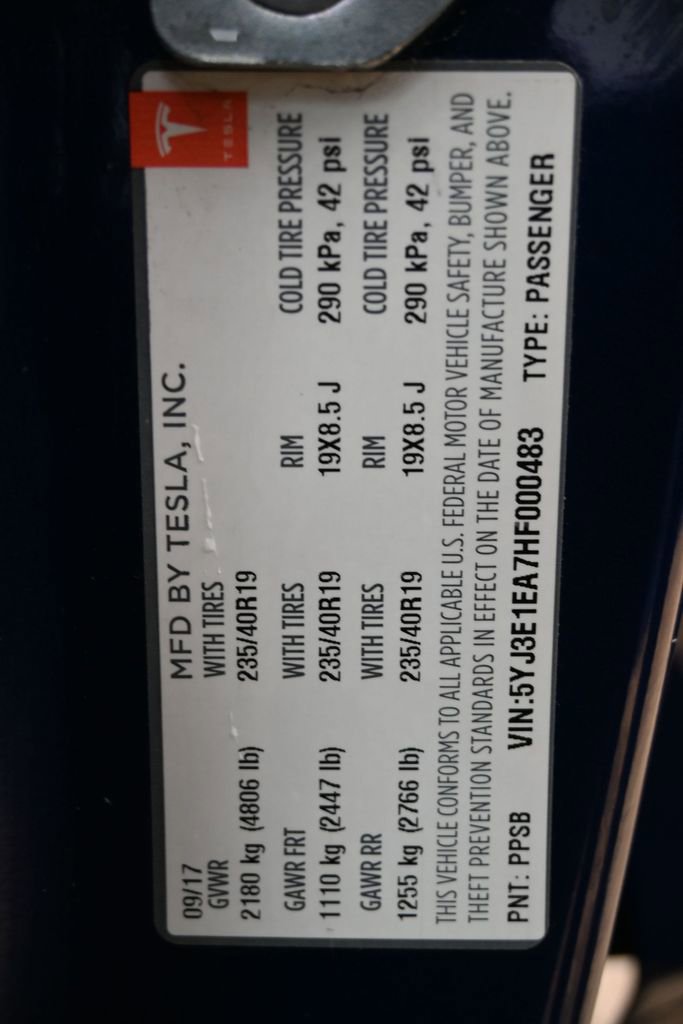 TESLA
MFD BY TESLA, INC.
09/17
GVWR WITH TIRES
2180 kg (4806 lb) 235/40R19
GAWR FRT WITH TIRES RIM COLD TIRE PRESSURE
1110 kg (2447 lb) 235/40R19 19X8.5 J 290 kPa, 42 psi
GAWR RR WITH TIRES RIM COLD TIRE PRESSURE
1255 kg (2766 lb) 235/40R19 19X8.5 J 290 kPa, 42 psi
THIS VEHICLE CONFORMS TO ALL APPLICABLE U.S. FEDERAL MOTOR VEHICLE SAFETY, BUMPER, AND
THEFT PREVENTION STANDARDS IN EFFECT ON THE DATE OF MANUFACTURE SHOWN ABOVE.
PNT: PPSB VIN:5YJ3E1EA7HF000483 TYPE: PASSENGER